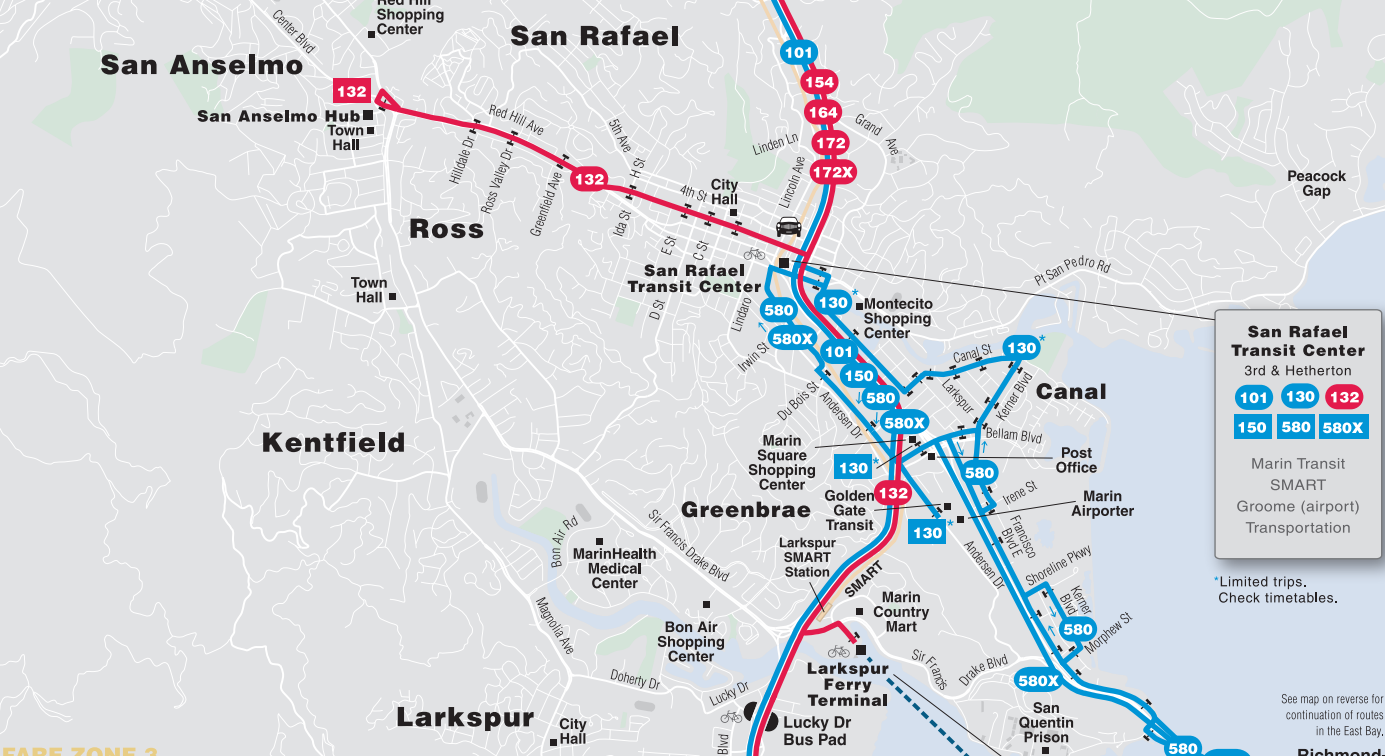 Red Hill
Shopping
Center
Center Blvd
San Rafael
San Anselmo
101
132
154
San Anselmo Hub
Town
Hall
Red Hill Ave
5th Ave
164
Grand Ave
Linden Ln
172
172X
Lincoln Ave
Hilldale Dr
Ross Valley Dr
Greenfield Ave
132
H St
4th St
City
Hall
Peacock
Gap
Ross
Ida St
E St
C St
D St
San Rafael
Transit Center
Pt San Pedro Rd
Town
Hall
Lindaro
580
130
*
Montecito
Shopping
Center
580X
Irwin St
101
150
580
580X
Canal St
130
*
Larkspur
Kerner Blvd
Canal
San Rafael
Transit Center
3rd & Hetherton
101
130
132
150
580
580X
Marin Transit
SMART
Groome (airport)
Transportation
*Limited trips.
Check timetables.
Du Bois St
Andersen Dr
Bellam Blvd
Kentfield
Marin
Square
Shopping
Center
130
*
Post
Office
580
Irene St
Marin
Airporter
Greenbrae
Golden
Gate
Transit
132
130
*
Francisco
Blvd E
Andersen Dr
Shoreline Pkwy
Kerner
Blvd
580
Morphew St
Bon Air Rd
Sir Francis Drake Blvd
MarinHealth
Medical
Center
Larkspur
SMART
Station
SMART
Marin
Country
Mart
Magnolia Ave
Bon Air
Shopping
Center
Sir Francis
Drake Blvd
580X
Doherty Dr
Lucky Dr
Larkspur
Ferry
Terminal
Larkspur
City
Hall
Lucky Dr
Bus Pad
Blvd
San
Quentin
Prison
See map on reverse for
continuation of routes
in the East Bay.
580
Richmond-
FARE ZONE 3